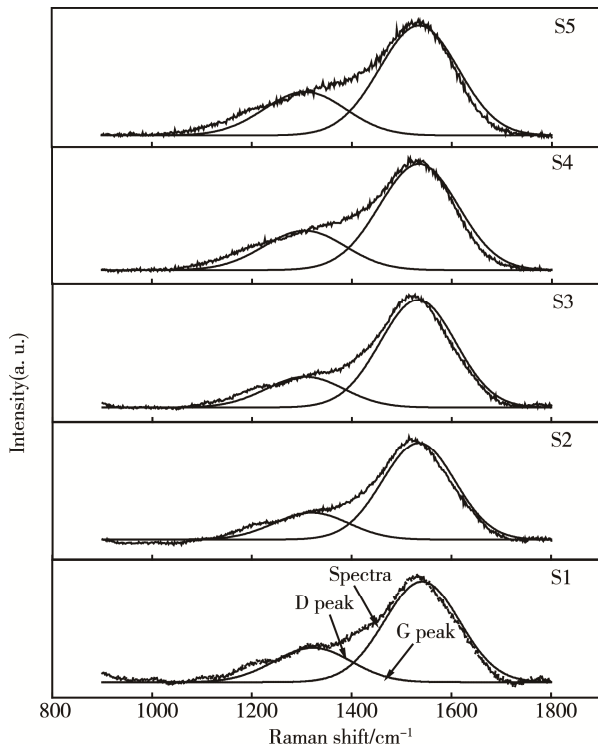 S5
S4
S3
S2
S1
Spectra
D peak
G peak
Intensity(a. u.)
800 1000 1200 1400 1600 1800
Raman shift/cm⁻¹